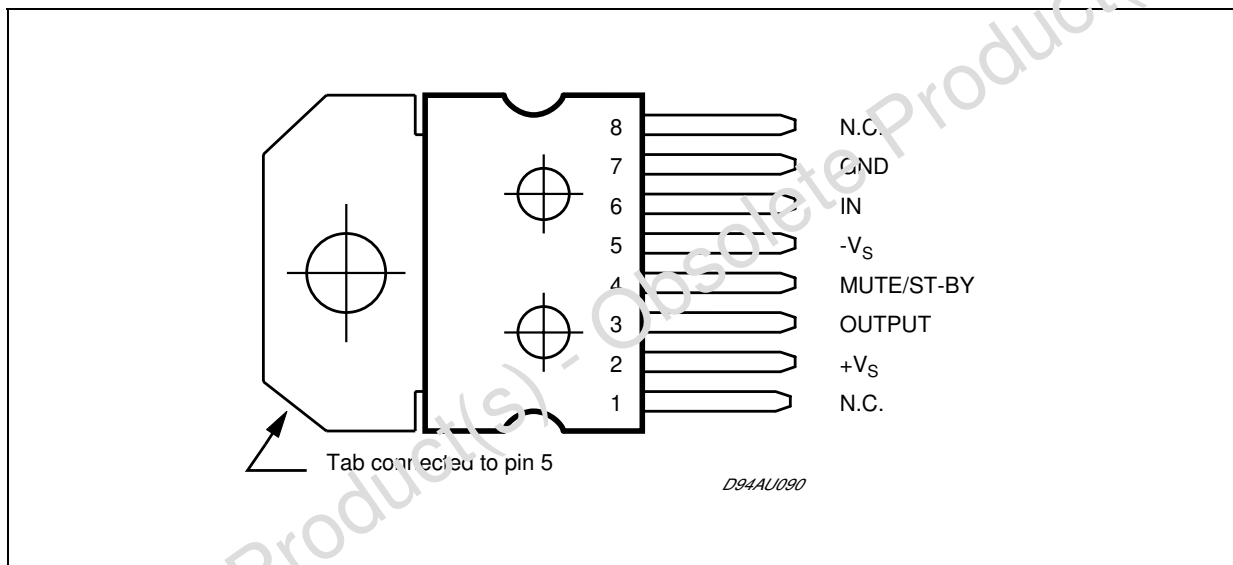 8 N.C.
7 GND
6 IN
5 -VS
4 MUTE/ST-BY
3 OUTPUT
2 +VS
1 N.C.
Tab connected to pin 5
D94AU090
Product(s) - Obsolete Product(